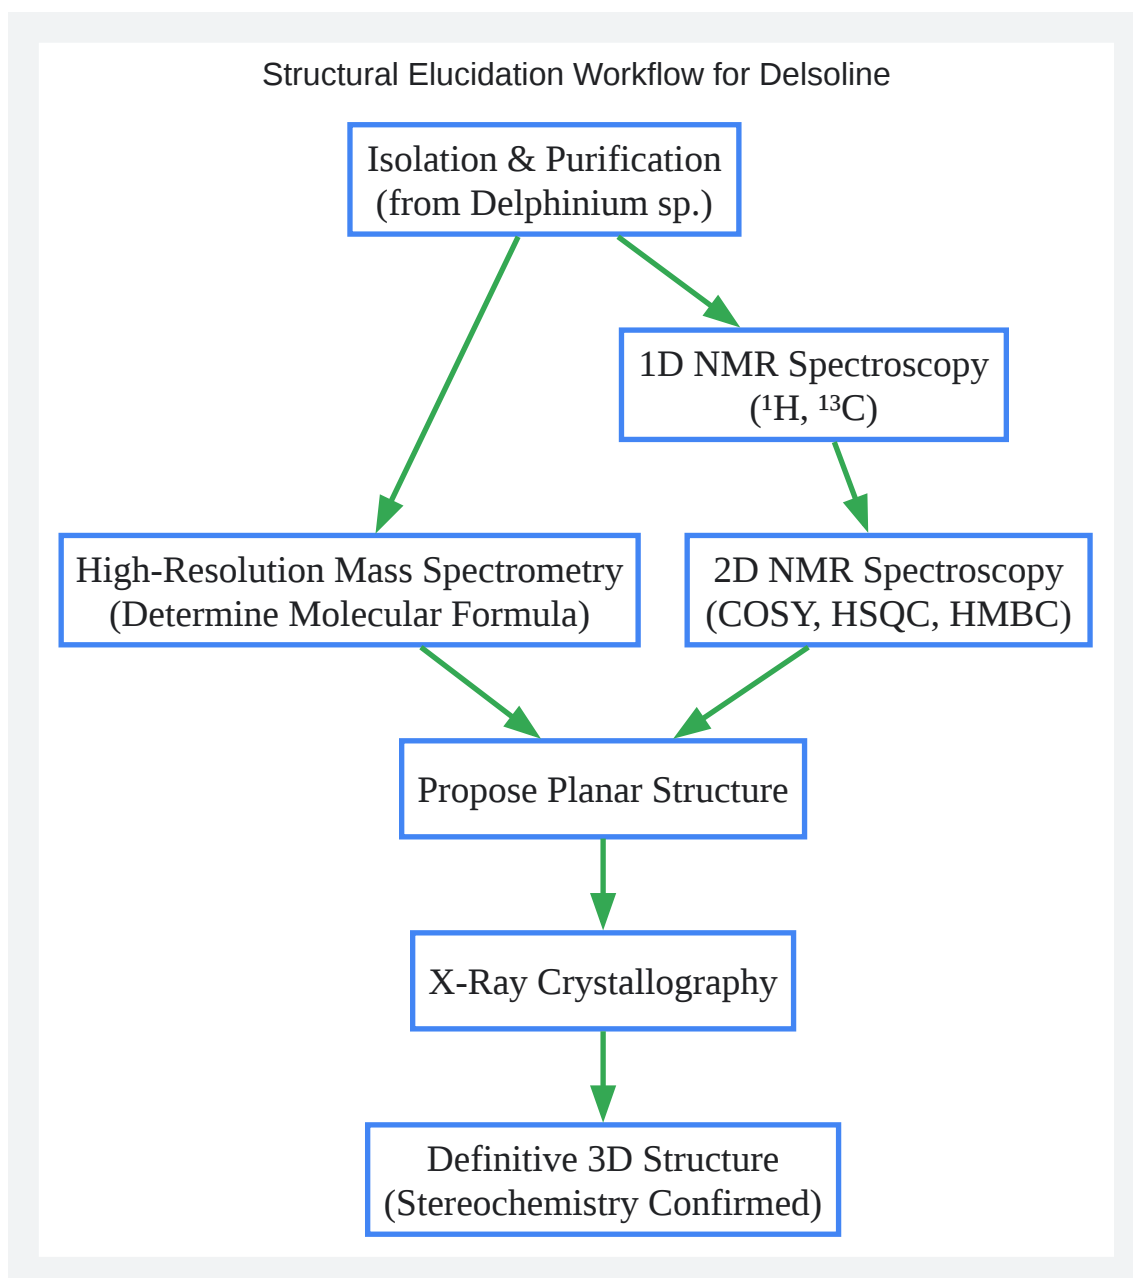 Structural Elucidation Workflow for Delsoline
Isolation & Purification
(from Delphinium sp.)
1D NMR Spectroscopy
(¹H, ¹³C)
High-Resolution Mass Spectrometry
(Determine Molecular Formula)
2D NMR Spectroscopy
(COSY, HSQC, HMBC)
Propose Planar Structure
X-Ray Crystallography
Definitive 3D Structure
(Stereochemistry Confirmed)